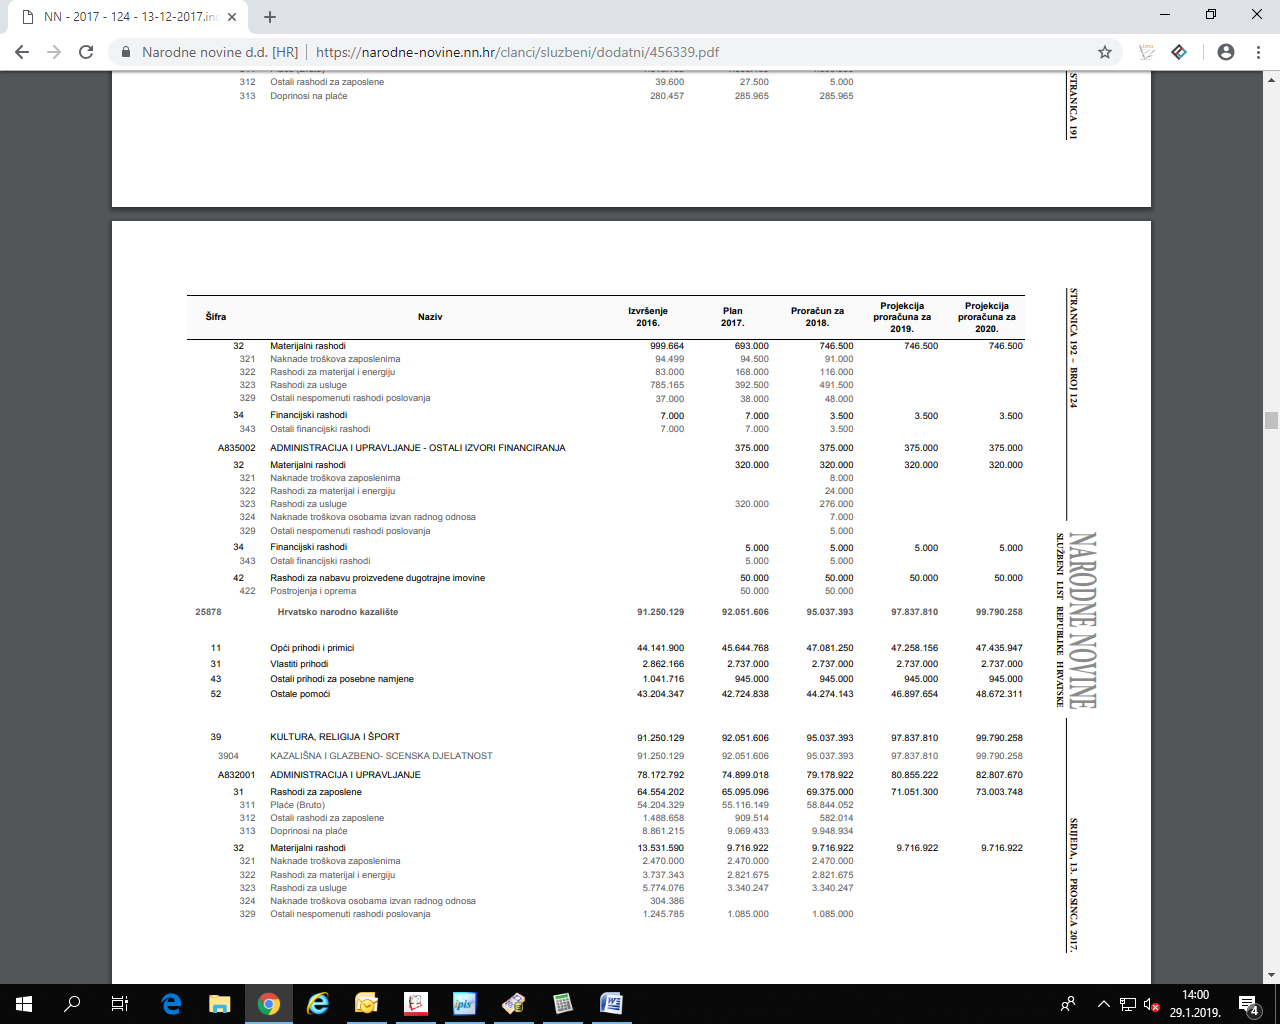 NN - 2017 - 124 - 13-12-2017.in
Narodne novine d.d. [HR] https://narodne-novine.nn.hr/clanci/sluzbeni/dodatni/456339.pdf
312 Ostali rashodi za zaposlene 39.600 27.500 5.000
313 Doprinosi na plaće 280.457 285.965 285.965
STRANICA 191
Šifra Naziv Izvršenje 2016. Plan 2017. Proračun za 2018. Projekcija proračuna za 2019. Projekcija proračuna za 2020.
32 Materijalni rashodi 999.664 693.000 746.500 746.500 746.500
321 Naknade troškova zaposlenima 94.499 94.500 91.000
322 Rashodi za materijal i energiju 83.000 168.000 116.000
323 Rashodi za usluge 785.165 392.500 491.500
329 Ostali nespomenuti rashodi poslovanja 37.000 38.000 48.000
34 Financijski rashodi 7.000 7.000 3.500 3.500 3.500
343 Ostali financijski rashodi 7.000 7.000 3.500
A835002 ADMINISTRACIJA I UPRAVLJANJE - OSTALI IZVORI FINANCIRANJA 375.000 375.000 375.000 375.000
32 Materijalni rashodi 320.000 320.000 320.000 320.000
321 Naknade troškova zaposlenima 8.000
322 Rashodi za materijal i energiju 24.000
323 Rashodi za usluge 320.000 276.000
324 Naknade troškova osobama izvan radnog odnosa 7.000
329 Ostali nespomenuti rashodi poslovanja 5.000
34 Financijski rashodi 5.000 5.000 5.000 5.000
343 Ostali financijski rashodi 5.000 5.000
42 Rashodi za nabavu proizvedene dugotrajne imovine 50.000 50.000 50.000 50.000
422 Postrojenja i oprema 50.000 50.000
25878 Hrvatsko narodno kazalište 91.250.129 92.051.606 95.037.393 97.837.810 99.790.258
11 Opći prihodi i primici 44.141.900 45.644.768 47.081.250 47.258.156 47.435.947
31 Vlastiti prihodi 2.862.166 2.737.000 2.737.000 2.737.000 2.737.000
43 Ostali prihodi za posebne namjene 1.041.716 945.000 945.000 945.000 945.000
52 Ostale pomoći 43.204.347 42.724.838 44.274.143 46.897.654 48.672.311
39 KULTURA, RELIGIJA I ŠPORT 91.250.129 92.051.606 95.037.393 97.837.810 99.790.258
3904 KAZALIŠNA I GLAZBENO- SCENSKA DJELATNOST 91.250.129 92.051.606 95.037.393 97.837.810 99.790.258
A832001 ADMINISTRACIJA I UPRAVLJANJE 78.172.792 74.899.018 79.178.922 80.855.222 82.807.670
31 Rashodi za zaposlene 64.554.202 65.095.096 69.375.000 71.051.300 73.003.748
311 Plaće (Bruto) 54.204.329 55.116.149 58.844.052
312 Ostali rashodi za zaposlene 1.488.658 909.514 582.014
313 Doprinosi na plaće 8.861.215 9.069.433 9.948.934
32 Materijalni rashodi 13.531.590 9.716.922 9.716.922 9.716.922 9.716.922
321 Naknade troškova zaposlenima 2.470.000 2.470.000 2.470.000
322 Rashodi za materijal i energiju 3.737.343 2.821.675 2.821.675
323 Rashodi za usluge 5.774.076 3.340.247 3.340.247
324 Naknade troškova osobama izvan radnog odnosa 304.386
329 Ostali nespomenuti rashodi poslovanja 1.245.785 1.085.000 1.085.000
STRANICA 192 – BROJ 124
NARODNE NOVINE
SLUŽBENI LIST REPUBLIKE HRVATSKE
SRIJEDA, 13. PROSINCA 2017.
14:00
29.1.2019.
4